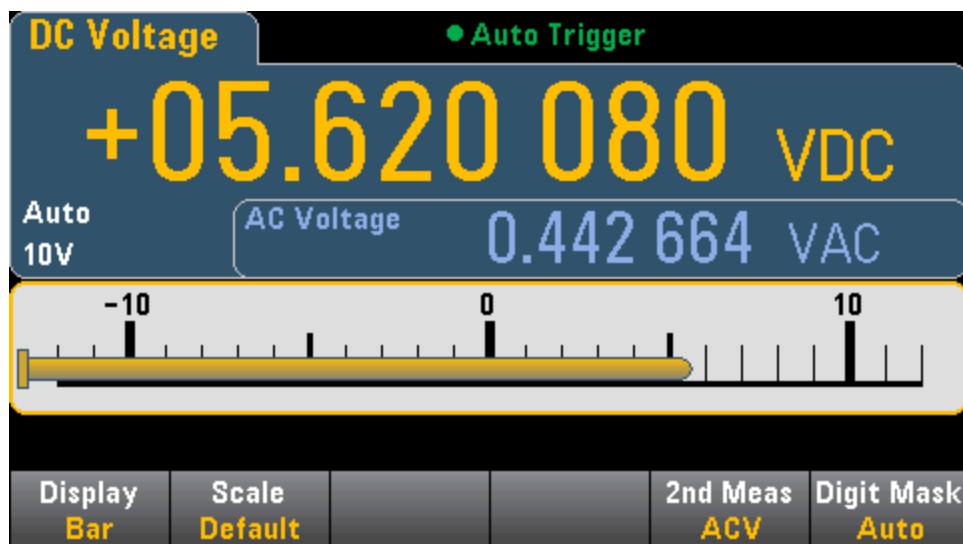 DC Voltage
● Auto Trigger
+05.620 080 VDC
Auto
10V
AC Voltage 0.442 664 VAC
-10 0 10
Display Scale 2nd Meas Digit Mask
Bar Default ACV Auto